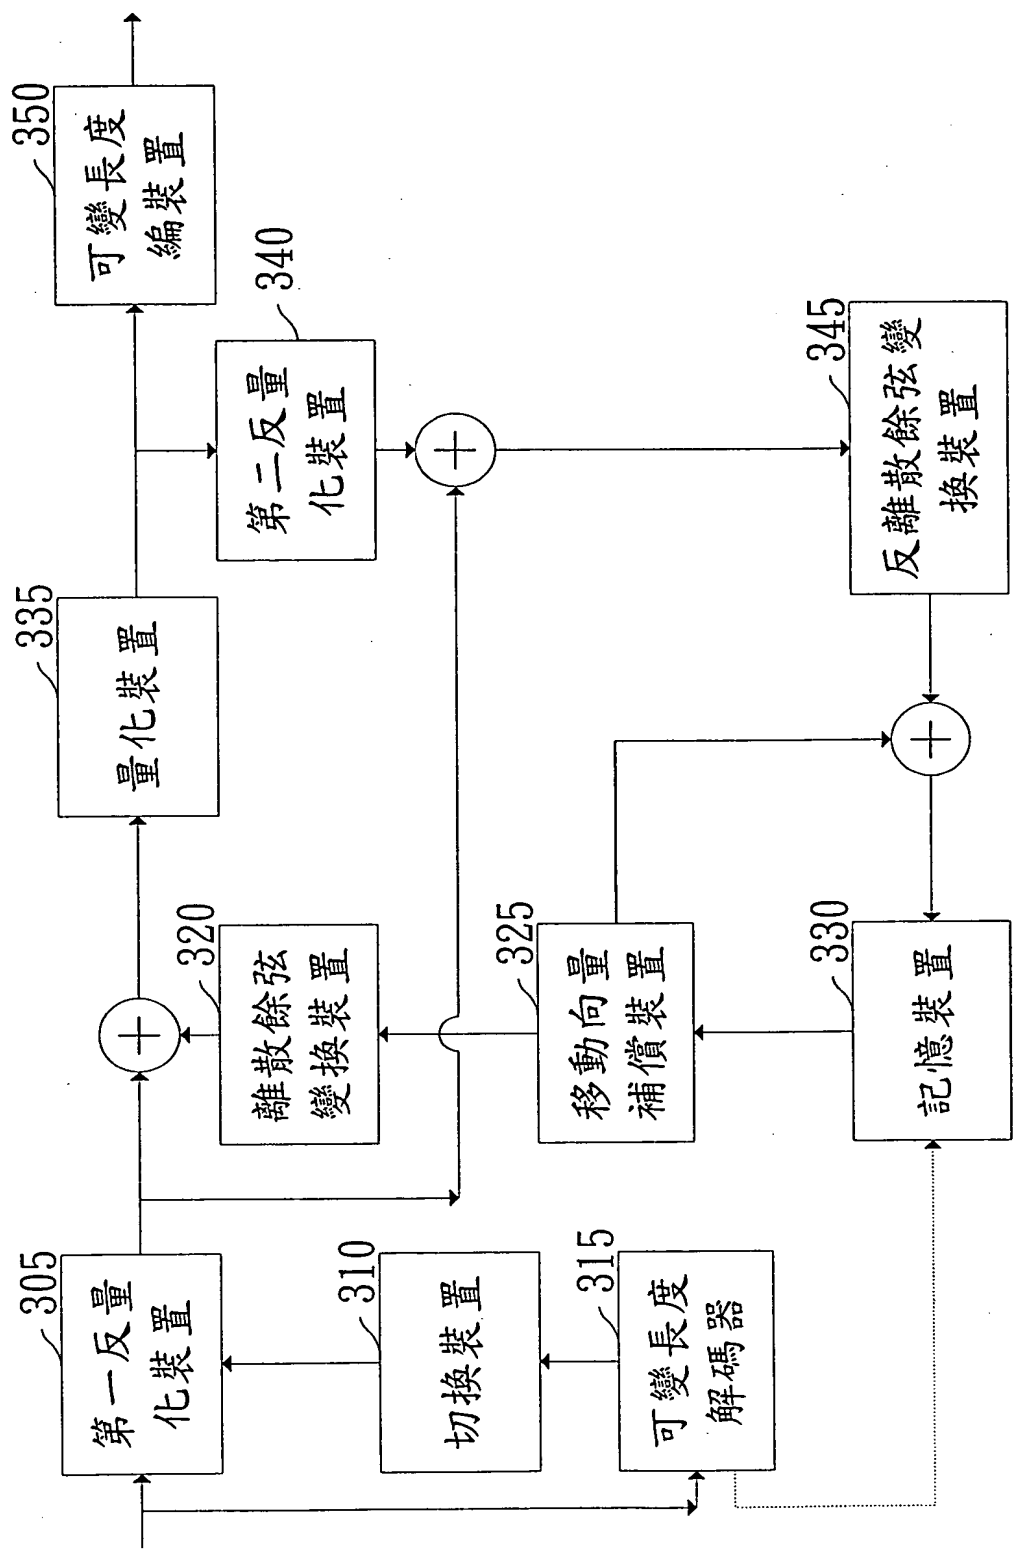 305
第一反量
化裝置
310
切換裝置
315
可變長度
解碼器
320
離散餘弦
變換裝置
325
移動向量
補償裝置
330
記憶裝置
335
量化裝置
340
第二反量
化裝置
345
反離散餘弦變
換裝置
350
可變長度
編裝置